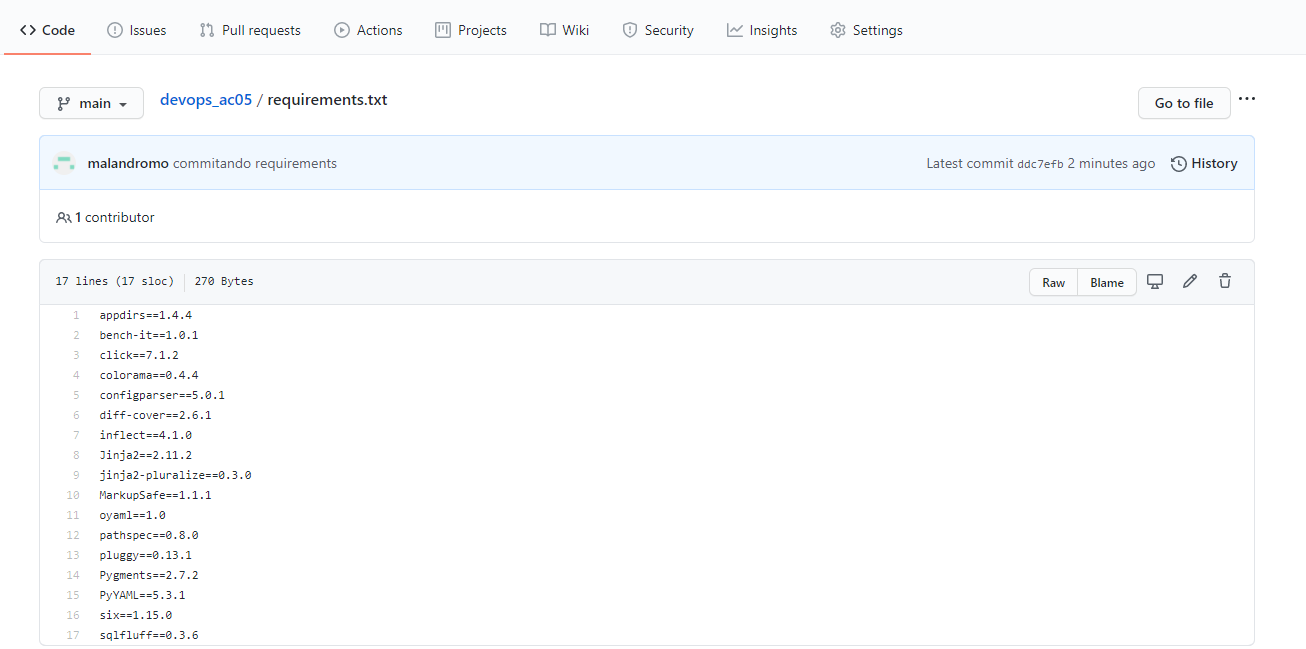 Code Issues Pull requests Actions Projects Wiki Security Insights Settings
main devops_ac05 / requirements.txt Go to file
malandromo commitando requirements Latest commit ddc7efb 2 minutes ago History
1 contributor
17 lines (17 sloc) 270 Bytes Raw Blame
1 appdirs==1.4.4
2 bench-it==1.0.1
3 click==7.1.2
4 colorama==0.4.4
5 configparser==5.0.1
6 diff-cover==2.6.1
7 inflect==4.1.0
8 Jinja2==2.11.2
9 jinja2-pluralize==0.3.0
10 MarkupSafe==1.1.1
11 oyaml==1.0
12 pathspec==0.8.0
13 pluggy==0.13.1
14 Pygments==2.7.2
15 PyYAML==5.3.1
16 six==1.15.0
17 sqlfluff==0.3.6